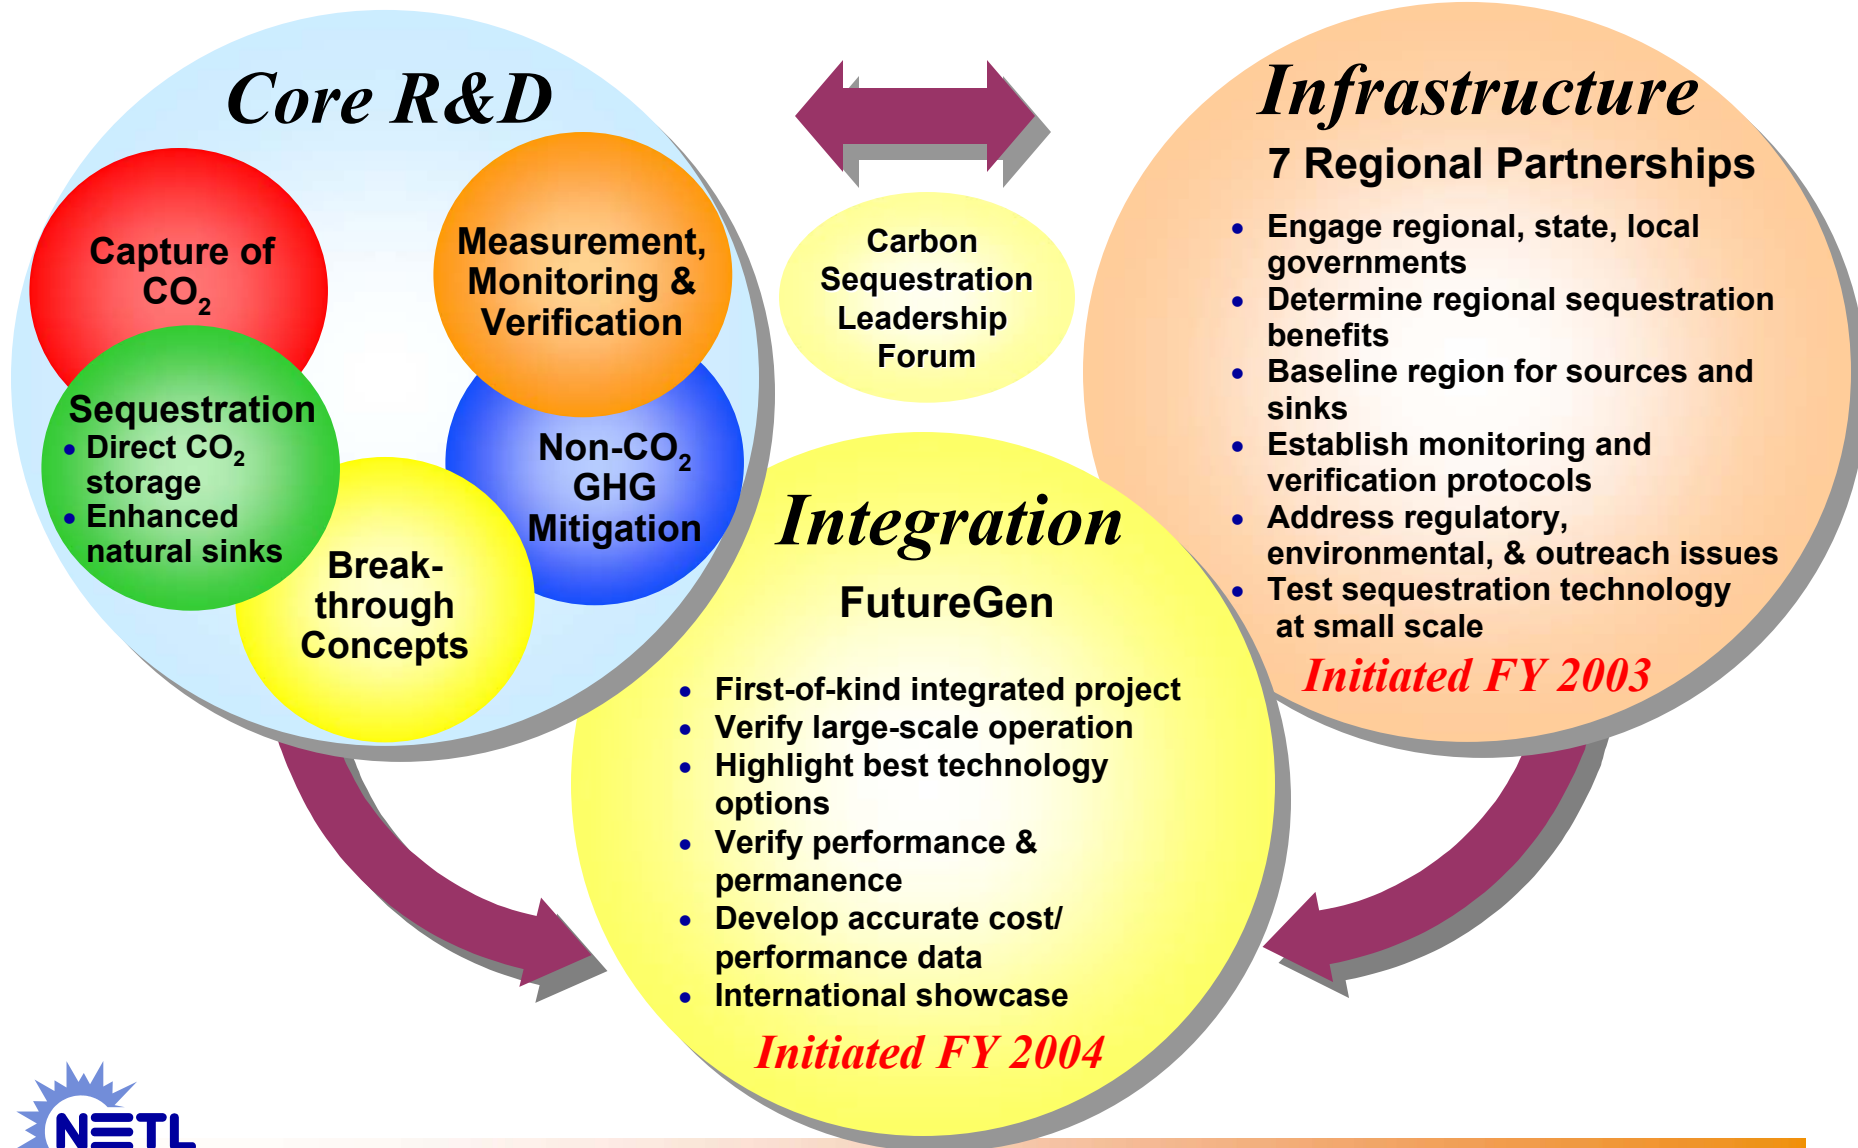 Core R&D
Capture of
CO₂
Measurement,
Monitoring &
Verification
Sequestration
• Direct CO₂
storage
• Enhanced
natural sinks
Non-CO₂
GHG
Mitigation
Break-
through
Concepts
Carbon
Sequestration
Leadership
Forum
Infrastructure
7 Regional Partnerships
• Engage regional, state, local
governments
• Determine regional sequestration
benefits
• Baseline region for sources and
sinks
• Establish monitoring and
verification protocols
• Address regulatory,
environmental, & outreach issues
• Test sequestration technology
at small scale
Initiated FY 2003
Integration
FutureGen
• First-of-kind integrated project
• Verify large-scale operation
• Highlight best technology
options
• Verify performance &
permanence
• Develop accurate cost/
performance data
• International showcase
Initiated FY 2004
NETL